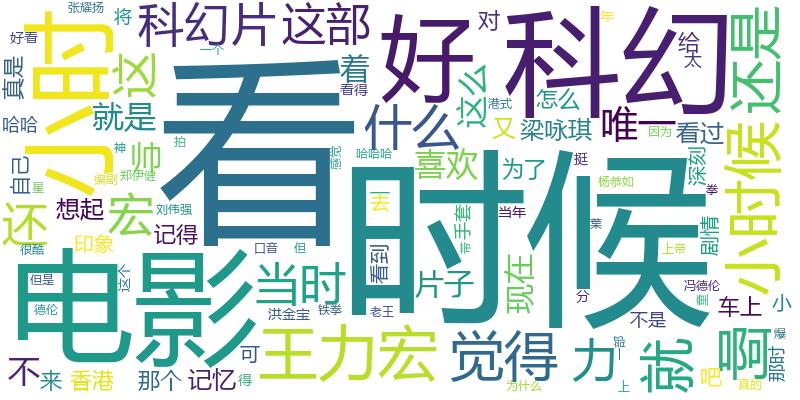 张耀扬
将
科幻片
这部
对
好看
一个
好
科幻
年
真是
小时
这
着
看得
给
太
还是
哈哈
就是
看
什么
这么
港式
怎么
唯一
因为
拍
又
梁咏琪
看过
自己
神
帅
郑伊健
哈哈哈
喜欢
为了
挺
深刻
小时候
星
编剧
时候
杨恭如
拳
还
想起
宏
刘伟强
去
手套
当年
带
叶
剧情
很酷
印象
记得
口音
但
看到
上帝
但是
这个
电影
当时
片子
现在
分
冯德伦
童
德伦
洪金宝
铁拳
老王
不是
车上
小
不
来
香港
那个
记忆
可
得
王力宏
觉得
力
就
吧
啊
那时
爆
为什么
上
真的